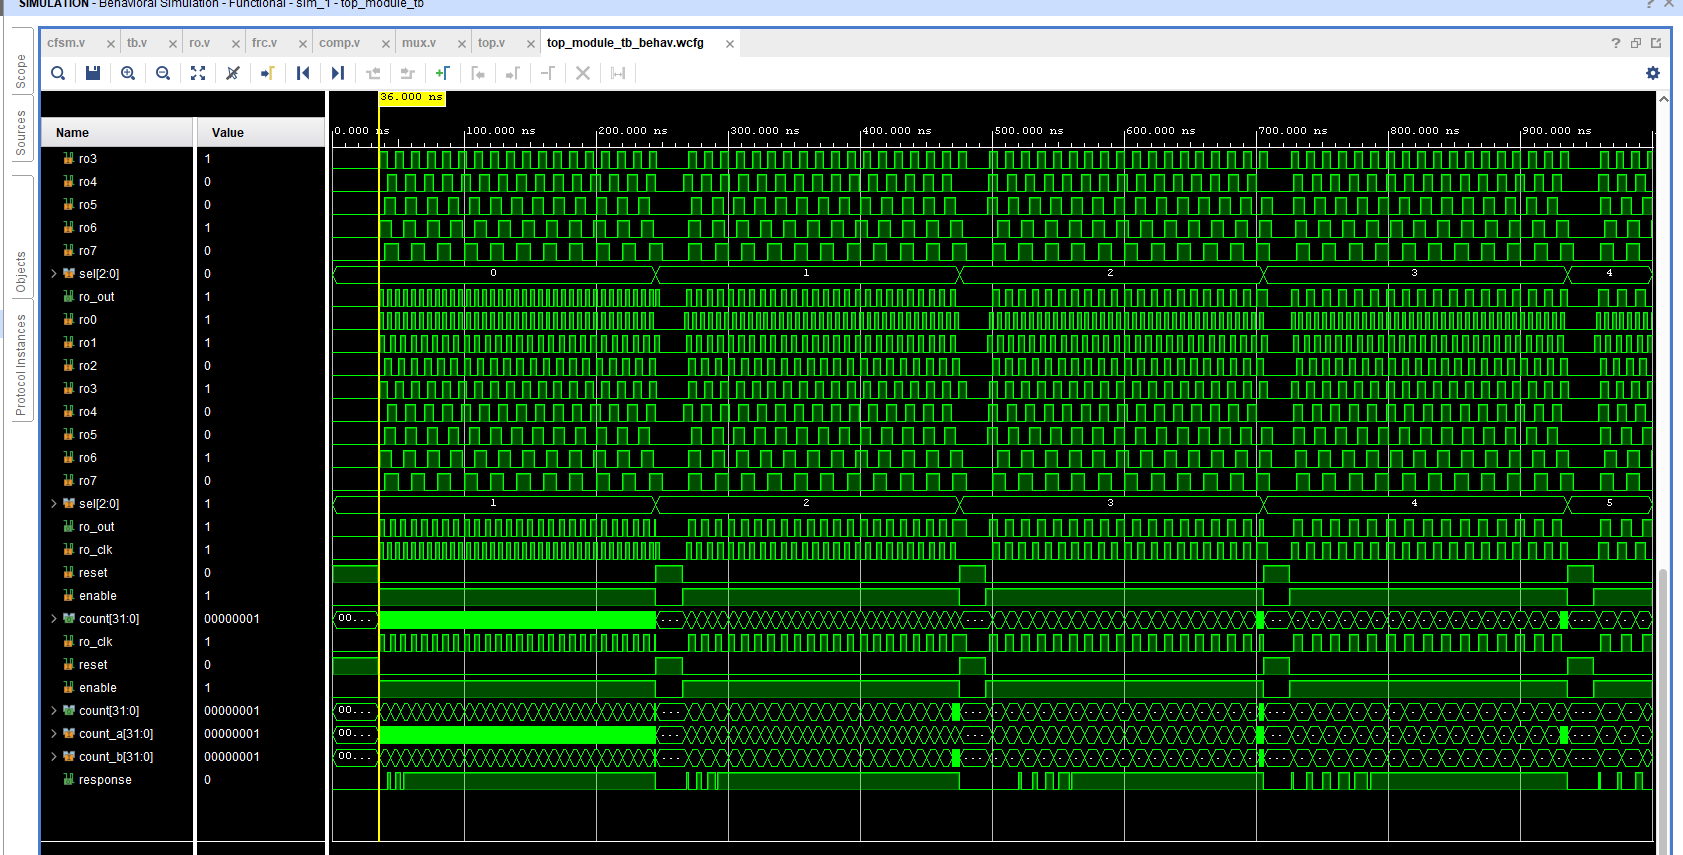 SIMULATION - Behavioral Simulation - Functional - sim_1 - top_module_tb
cfsm.v tb.v ro.v frc.v comp.v mux.v top.v top_module_tb_behav.wcfg
Scope
Sources
Objects
Protocol Instances
36.000 ns
Name Value
0.000 ns 100.000 ns 200.000 ns 300.000 ns 400.000 ns 500.000 ns 600.000 ns 700.000 ns 800.000 ns 900.000 ns
ro3 1
ro4 0
ro5 0
ro6 1
ro7 0
sel[2:0] 0 0 1 2 3 4
ro_out 1
ro0 1
ro1 1
ro2 0
ro3 1
ro4 0
ro5 0
ro6 1
ro7 0
sel[2:0] 1 1 2 3 4 5
ro_out 1
ro_clk 1
reset 0
enable 1
count[31:0] 00000001 00...
ro_clk 1
reset 0
enable 1
count[31:0] 00000001 00...
count_a[31:0] 00000001 00...
count_b[31:0] 00000001 00...
response 0